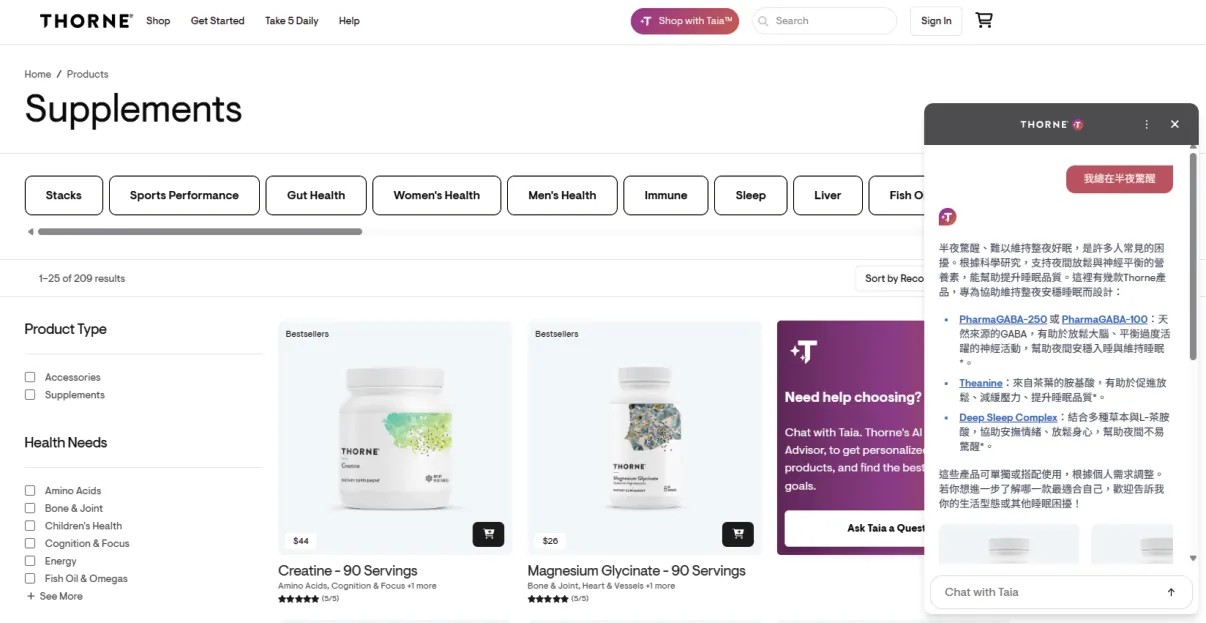 THORNE®
Shop
Get Started
Take 5 Daily
Help
Shop with Taia™
Search
Sign In
Home / Products
Supplements
Stacks
Sports Performance
Gut Health
Women's Health
Men's Health
Immune
Sleep
Liver
Fish O
1–25 of 209 results
Sort by Reco
Product Type
Accessories
Supplements
Health Needs
Amino Acids
Bone & Joint
Children's Health
Cognition & Focus
Energy
Fish Oil & Omegas
+ See More
Bestsellers
THORNE®
Creatine
DIETARY SUPPLEMENT
$44
Creatine - 90 Servings
Amino Acids, Cognition & Focus +1 more
(5/5)
Bestsellers
THORNE®
Magnesium Glycinate
DIETARY SUPPLEMENT
$26
Magnesium Glycinate - 90 Servings
Bone & Joint, Heart & Vessels +1 more
(5/5)
Need help choosing?
Chat with Taia. Thorne's AI
Advisor, to get personalize
products, and find the best
goals.
Ask Taia a Quest
THORNE
我總在半夜驚醒
半夜驚醒、難以維持整夜好眠，是許多人常見的困
擾。根據科學研究，支持夜間放鬆與神經平衡的營
養素，能幫助提升睡眠品質。這裡有幾款Thorne產
品，專為協助維持整夜安穩睡眠而設計：
• PharmaGABA-250 或 PharmaGABA-100：天
然來源的GABA，有助於放鬆大腦、平衡過度活
躍的神經活動，幫助夜間安穩入睡與維持睡眠
*。
• Theanine：來自茶葉的胺基酸，有助於促進放
鬆、減緩壓力、提升睡眠品質*。
• Deep Sleep Complex：結合多種草本與L-茶胺
酸，協助安撫情緒、放鬆身心，幫助夜間不易
驚醒*。
這些產品可單獨或搭配使用，根據個人需求調整。
若你想進一步了解哪一款最適合自己，歡迎告訴我
你的生活型態或其他睡眠困擾！
Chat with Taia